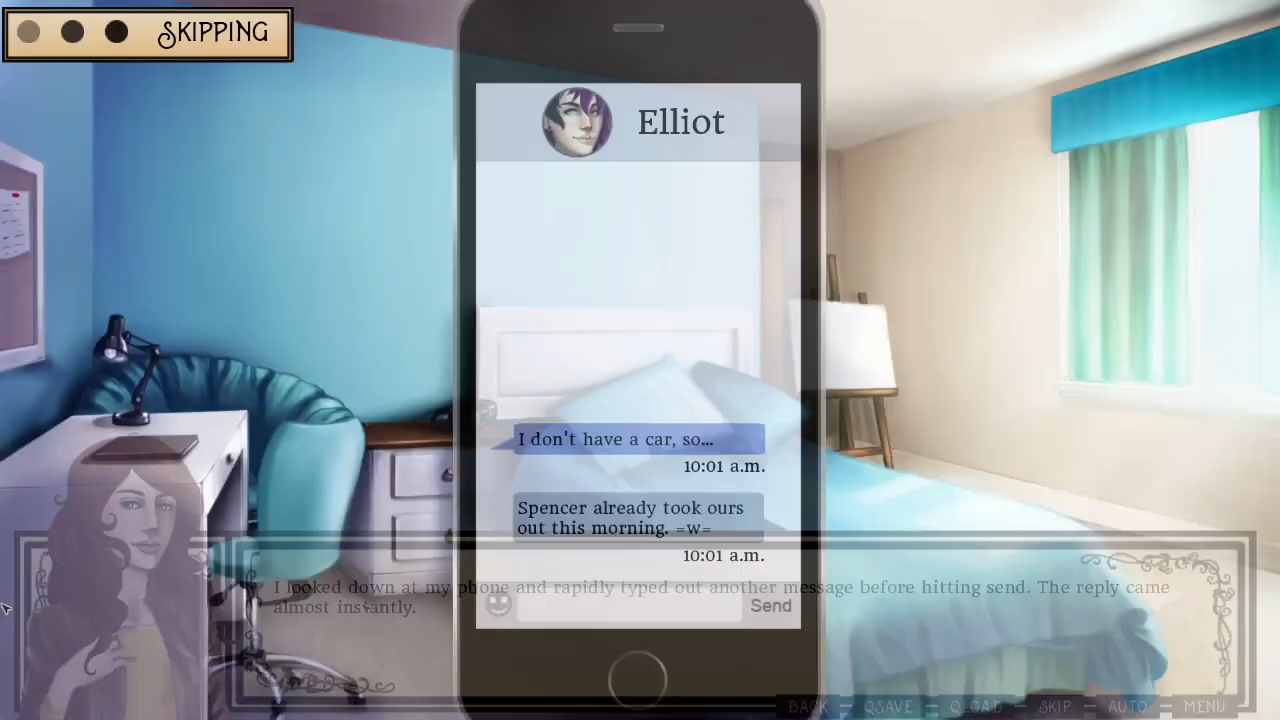 SKIPPING
Elliot
I don't have a car, so...
10:01 a.m.
Spencer already took ours
out this morning. =w=
10:01 a.m.
I looked down at my phone and rapidly typed out another message before hitting send. The reply came
almost instantly.
Send
BACK QSAVE QLOAD SKIP AUTO MENU